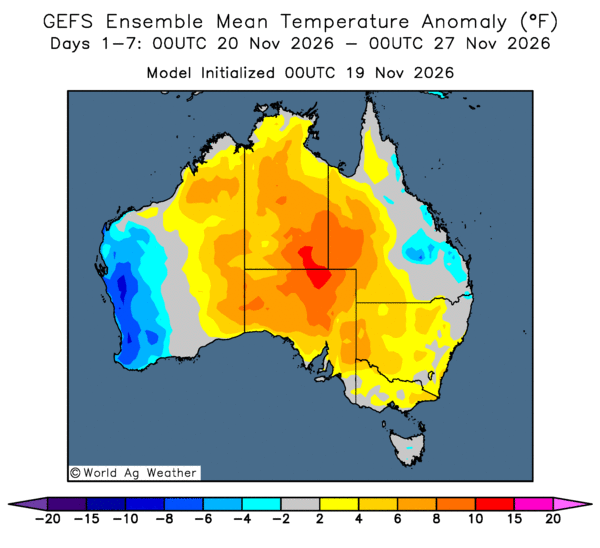 GEFS Ensemble Mean Temperature Anomaly (°F)
Days 1-7: 00UTC 20 Nov 2026 - 00UTC 27 Nov 2026
Model Initialized 00UTC 19 Nov 2026
©World Ag Weather
-20 -15 -10 -8 -6 -4 -2 2 4 6 8 10 15 20